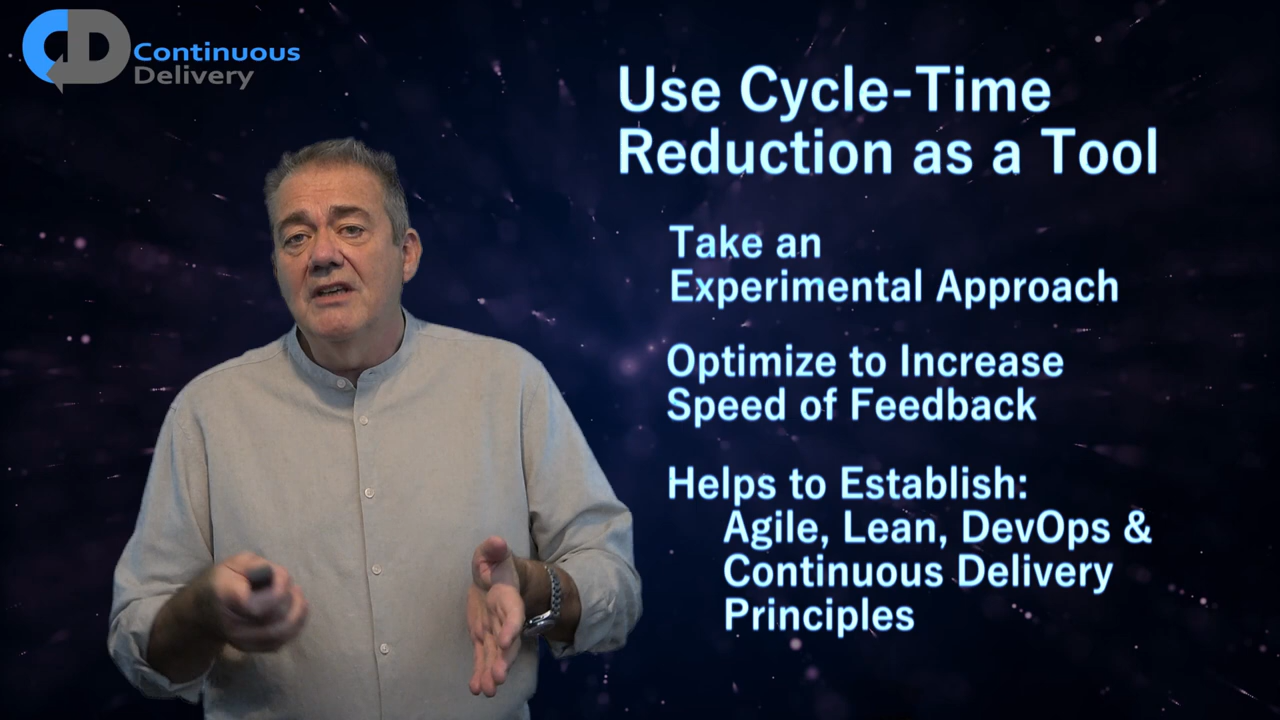 Continuous
Delivery
Use Cycle-Time
Reduction as a Tool
Take an
Experimental Approach
Optimize to Increase
Speed of Feedback
Helps to Establish:
Agile, Lean, DevOps &
Continuous Delivery
Principles